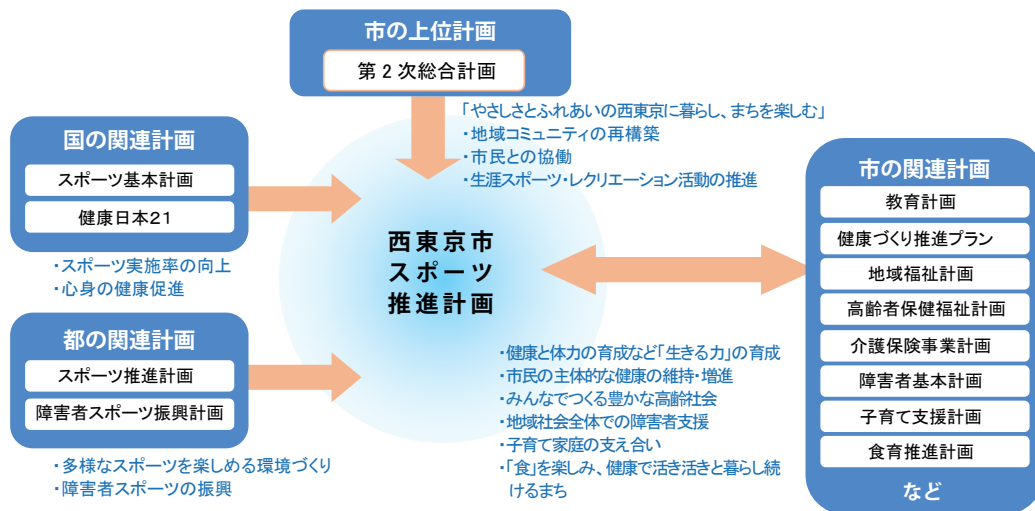 市の上位計画
第２次総合計画
「やさしさとふれあいの西東京に暮らし、まちを楽しむ」
・地域コミュニティの再構築
・市民との協働
・生涯スポーツ・レクリエーション活動の推進
国の関連計画
スポーツ基本計画
健康日本２１
・スポーツ実施率の向上
・心身の健康促進
都の関連計画
スポーツ推進計画
障害者スポーツ振興計画
・多様なスポーツを楽しめる環境づくり
・障害者スポーツの振興
西東京市
スポーツ
推進計画
・健康と体力の育成など「生きる力」の育成
・市民の主体的な健康の維持・増進
・みんなでつくる豊かな高齢社会
・地域社会全体での障害者支援
・子育て家庭の支え合い
・「食」を楽しみ、健康で活き活きと暮らし続
けるまち
市の関連計画
教育計画
健康づくり推進プラン
地域福祉計画
高齢者保健福祉計画
介護保険事業計画
障害者基本計画
子育て支援計画
食育推進計画
など